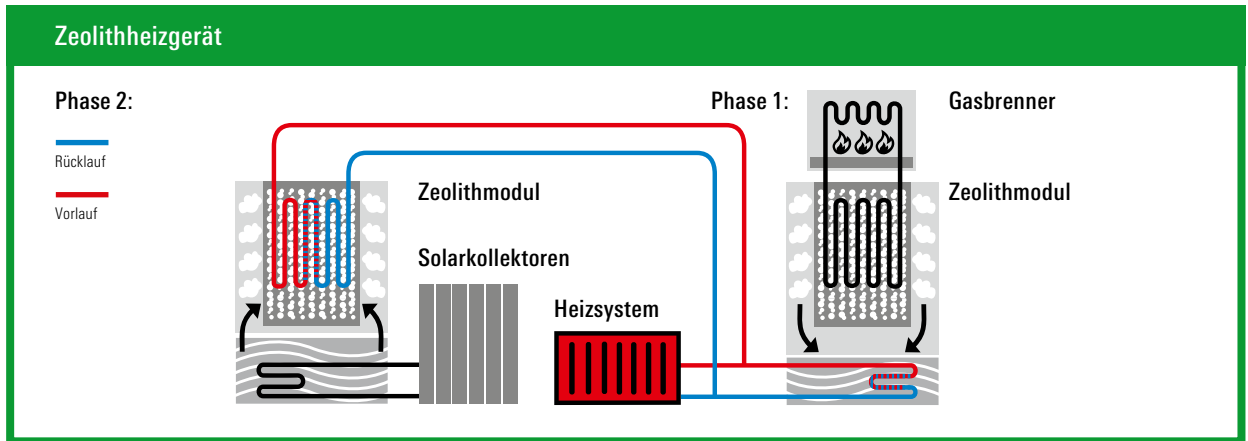 Zeolithheizgerät
Phase 2:
Rücklauf
Vorlauf
Zeolithmodul
Solarkollektoren
Heizsystem
Phase 1:
Gasbrenner
Zeolithmodul